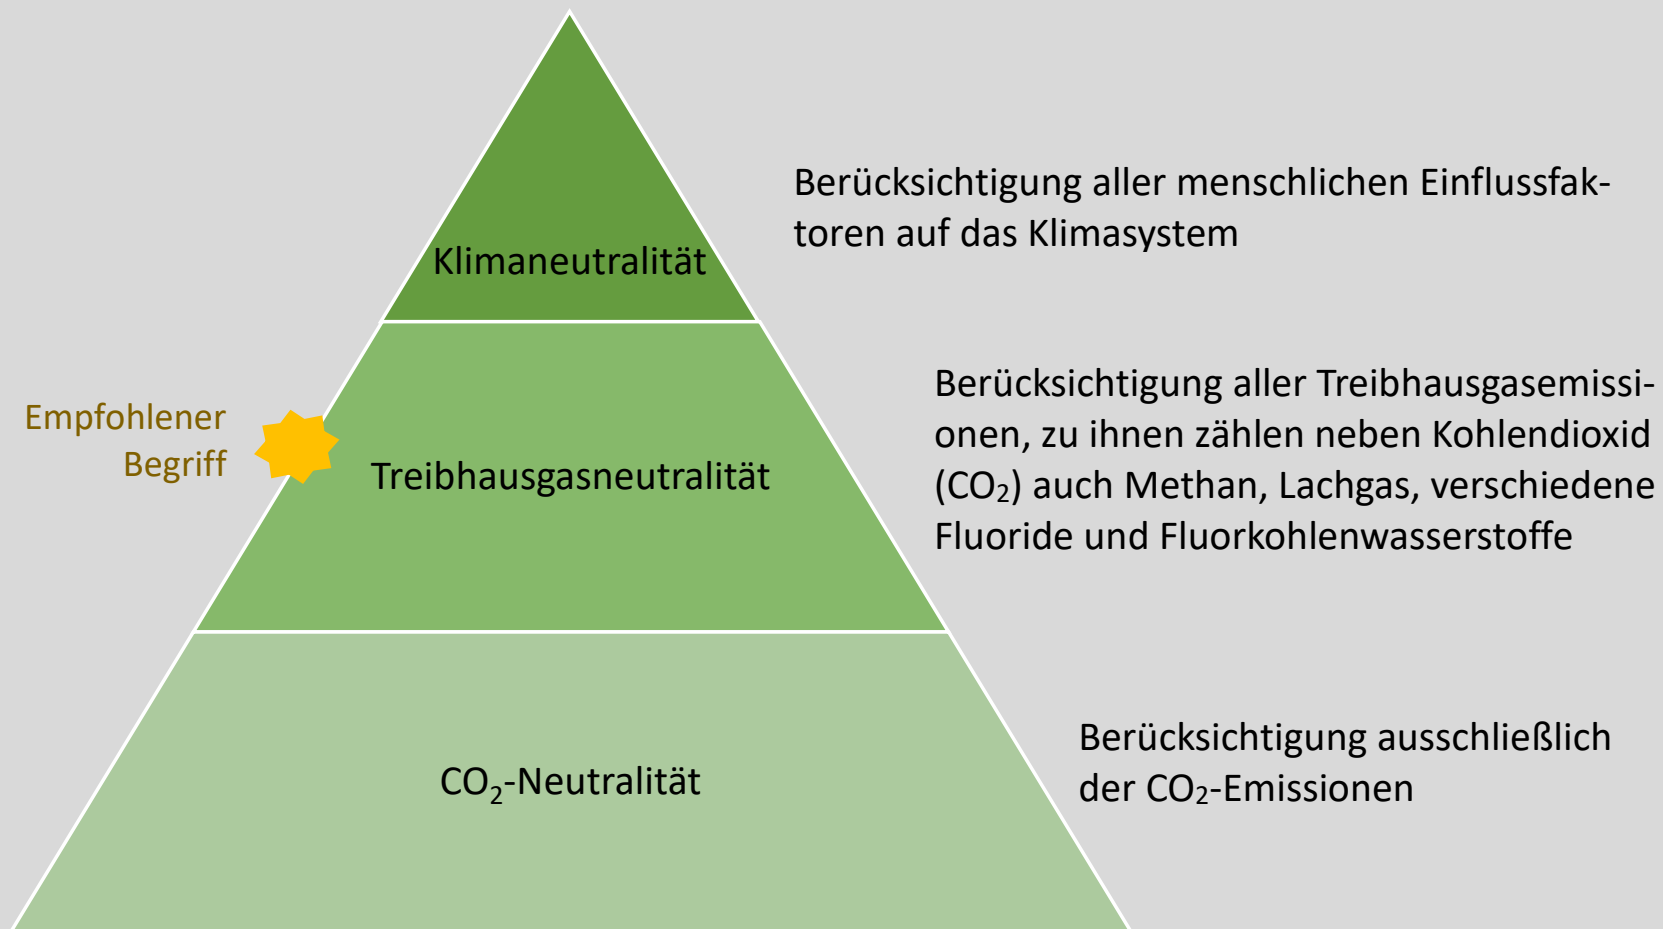 Berücksichtigung aller menschlichen Einflussfak-
toren auf das Klimasystem
Klimaneutralität
Empfohlener
Begriff
Treibhausgasneutralität
Berücksichtigung aller Treibhausgasemissi-
onen, zu ihnen zählen neben Kohlendioxid
(CO₂) auch Methan, Lachgas, verschiedene
Fluoride und Fluorkohlenwasserstoffe
CO₂-Neutralität
Berücksichtigung ausschließlich
der CO₂-Emissionen